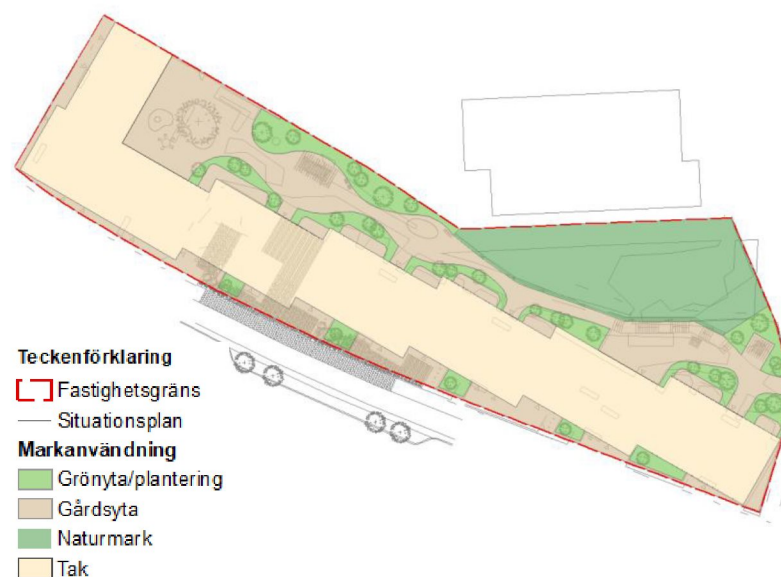 Teckenförklaring
Fastighetsgräns
Situationsplan
Markanvändning
Grönyta/plantering
Gårdsyta
Naturmark
Tak